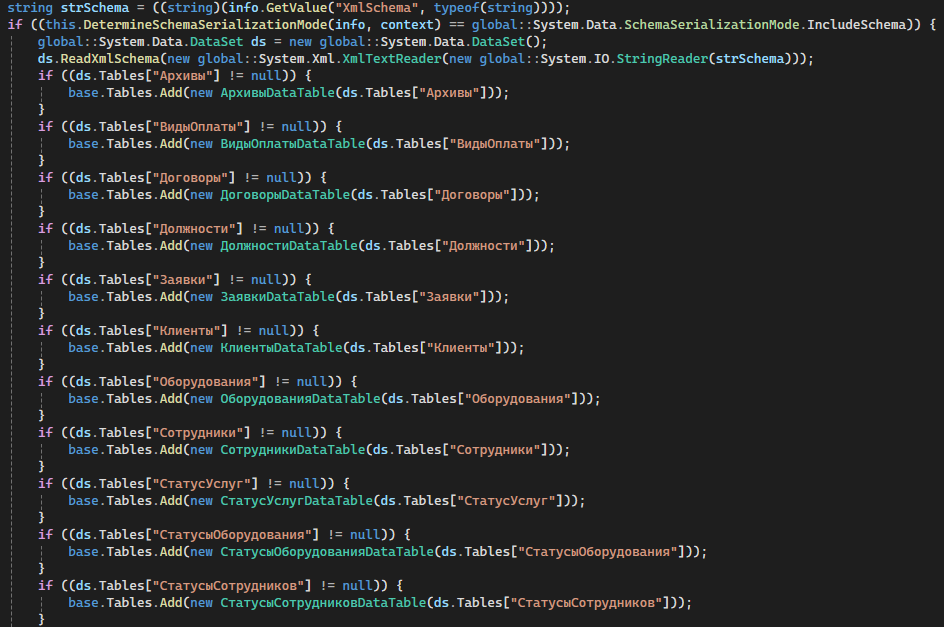 string strSchema = ((string)(info.GetValue("XmlSchema", typeof(string))));
if ((this.DetermineSchemaSerializationMode(info, context) == global::System.Data.SchemaSerializationMode.IncludeSchema)) {
global::System.Data.DataSet ds = new global::System.Data.DataSet();
ds.ReadXmlSchema(new global::System.Xml.XmlTextReader(new global::System.IO.StringReader(strSchema)));
if ((ds.Tables["Архивы"] != null)) {
base.Tables.Add(new АрхивыDataTable(ds.Tables["Архивы"]));
}
if ((ds.Tables["ВидыОплаты"] != null)) {
base.Tables.Add(new ВидыОплатыDataTable(ds.Tables["ВидыОплаты"]));
}
if ((ds.Tables["Договоры"] != null)) {
base.Tables.Add(new ДоговорыDataTable(ds.Tables["Договоры"]));
}
if ((ds.Tables["Должности"] != null)) {
base.Tables.Add(new ДолжностиDataTable(ds.Tables["Должности"]));
}
if ((ds.Tables["Заявки"] != null)) {
base.Tables.Add(new ЗаявкиDataTable(ds.Tables["Заявки"]));
}
if ((ds.Tables["Клиенты"] != null)) {
base.Tables.Add(new КлиентыDataTable(ds.Tables["Клиенты"]));
}
if ((ds.Tables["Оборудования"] != null)) {
base.Tables.Add(new ОборудованияDataTable(ds.Tables["Оборудования"]));
}
if ((ds.Tables["Сотрудники"] != null)) {
base.Tables.Add(new СотрудникиDataTable(ds.Tables["Сотрудники"]));
}
if ((ds.Tables["СтатусУслуг"] != null)) {
base.Tables.Add(new СтатусУслугDataTable(ds.Tables["СтатусУслуг"]));
}
if ((ds.Tables["СтатусыОборудования"] != null)) {
base.Tables.Add(new СтатусыОборудованияDataTable(ds.Tables["СтатусыОборудования"]));
}
if ((ds.Tables["СтатусыСотрудников"] != null)) {
base.Tables.Add(new СтатусыСотрудниковDataTable(ds.Tables["СтатусыСотрудников"]));
}